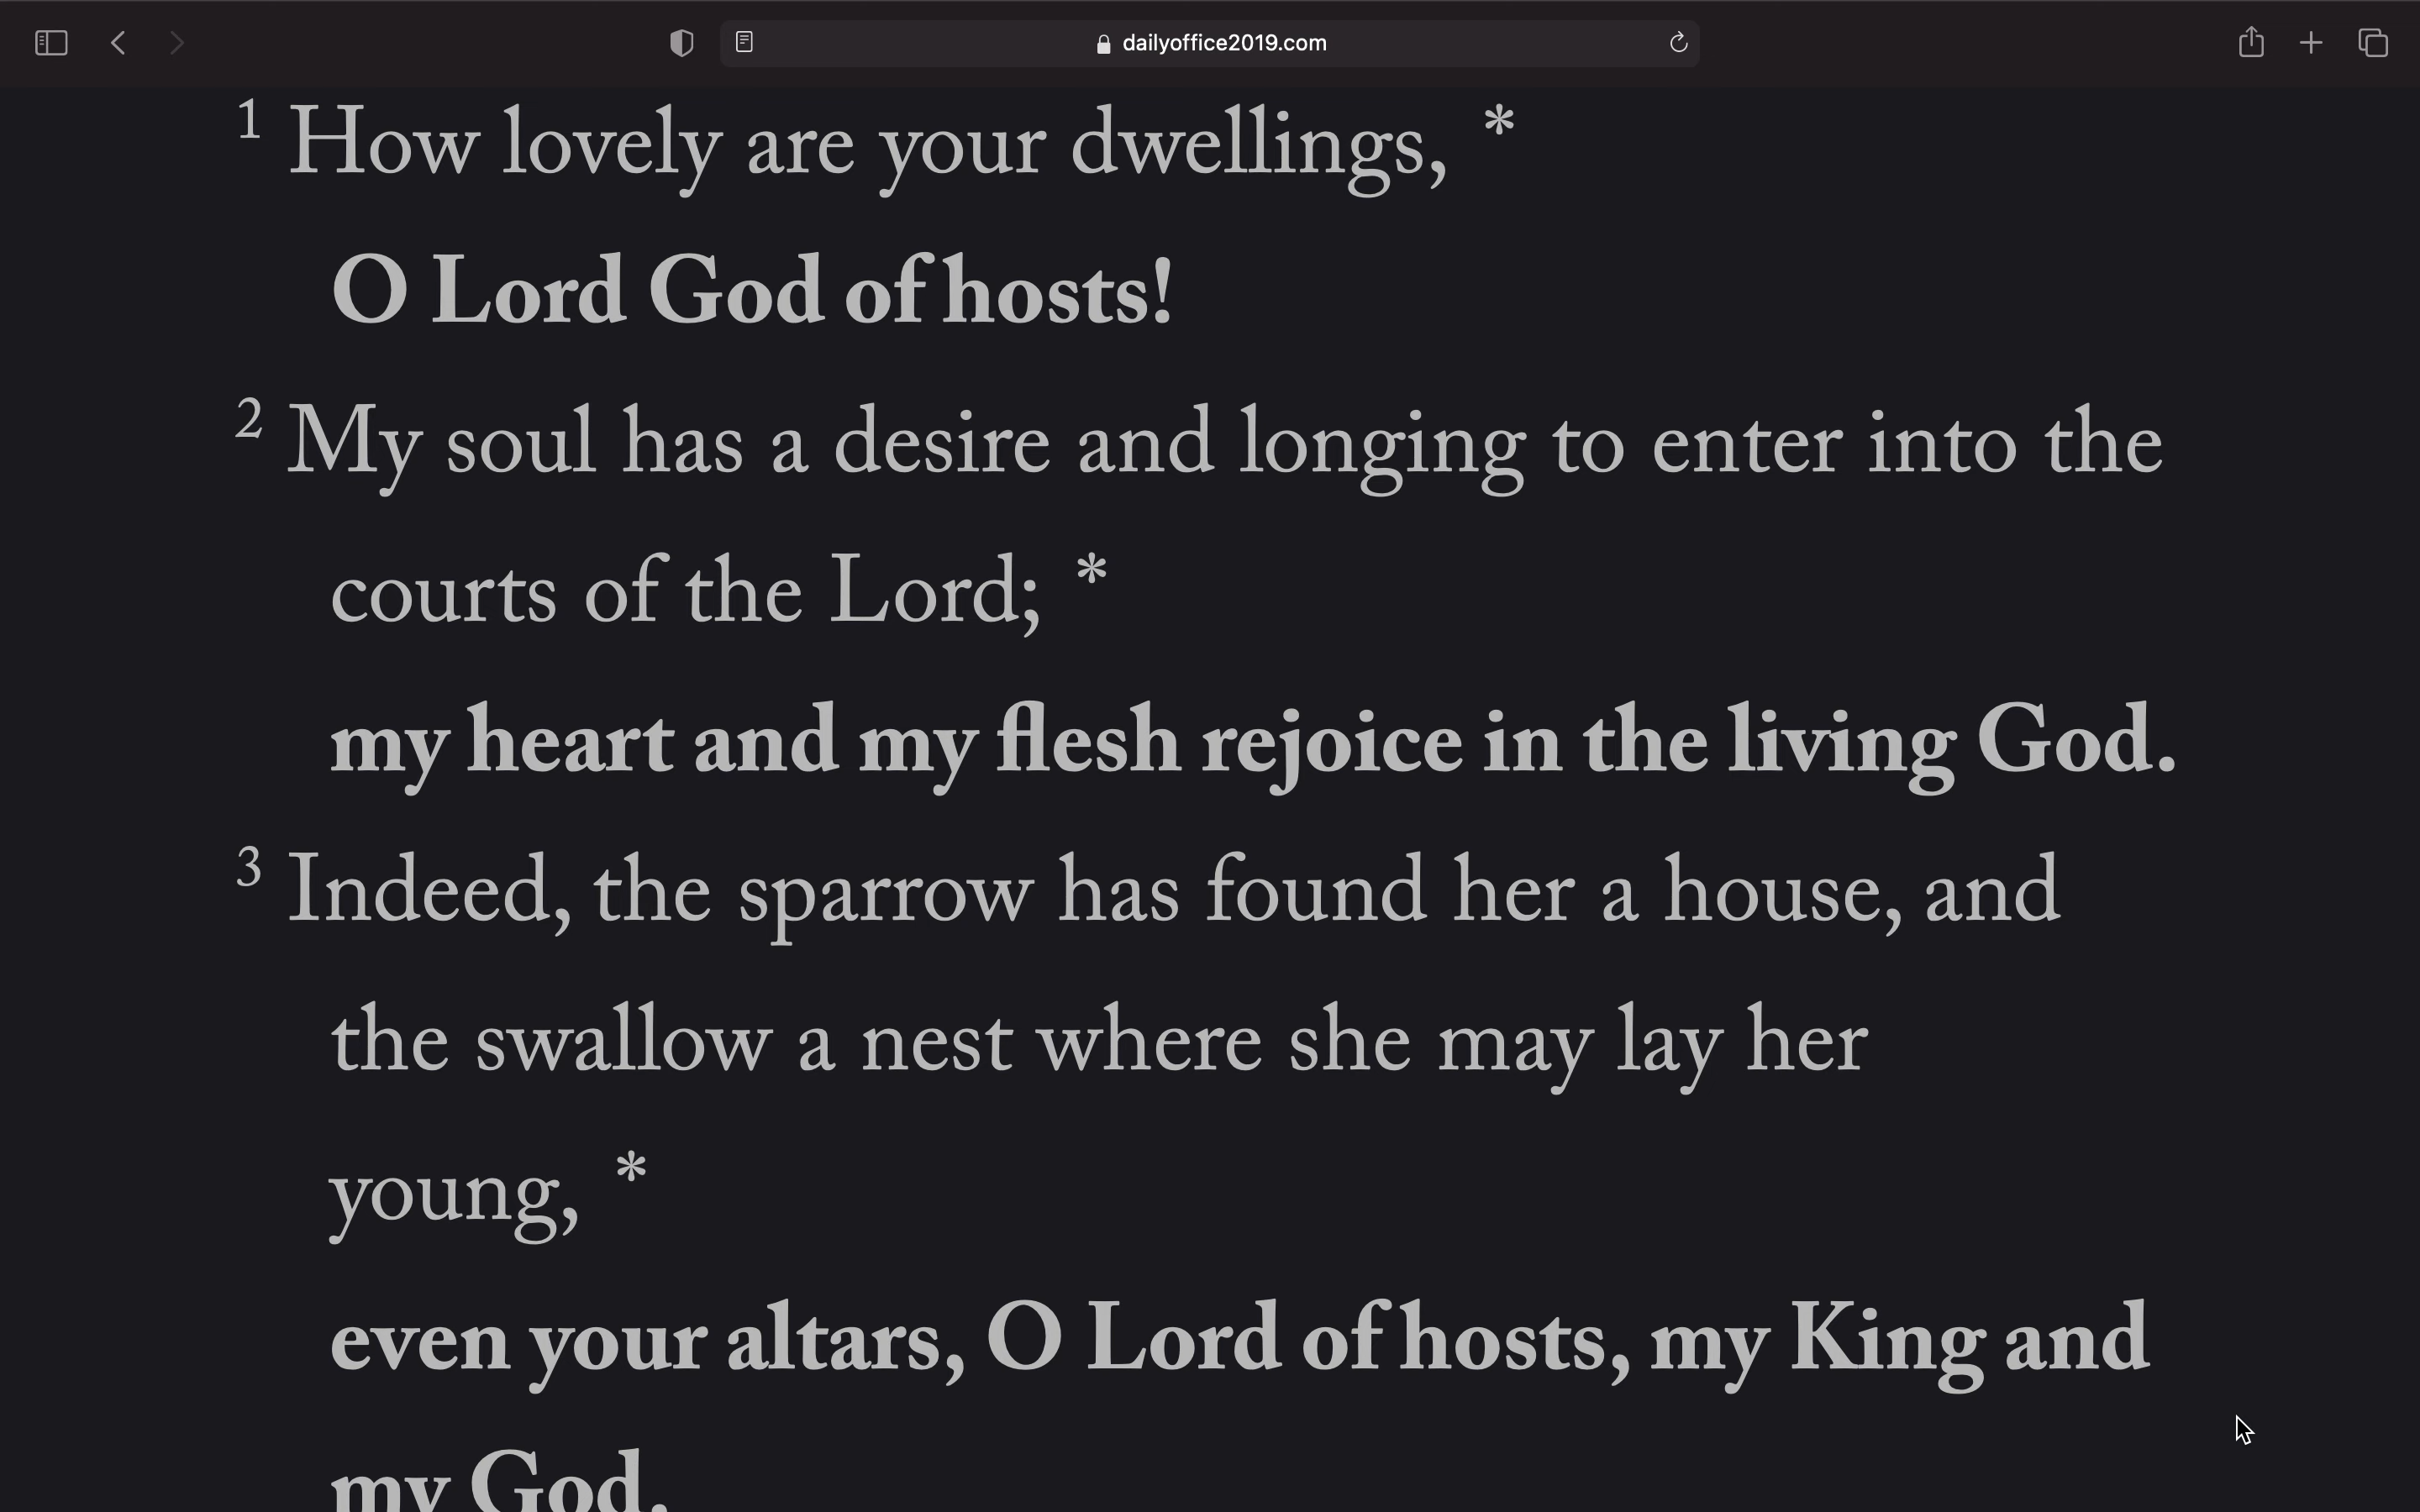 dailyoffice2019.com
1 How lovely are your dwellings, *
O Lord God of hosts!
2 My soul has a desire and longing to enter into the
courts of the Lord; *
my heart and my flesh rejoice in the living God.
3 Indeed, the sparrow has found her a house, and
the swallow a nest where she may lay her
young, *
even your altars, O Lord of hosts, my King and
my God.